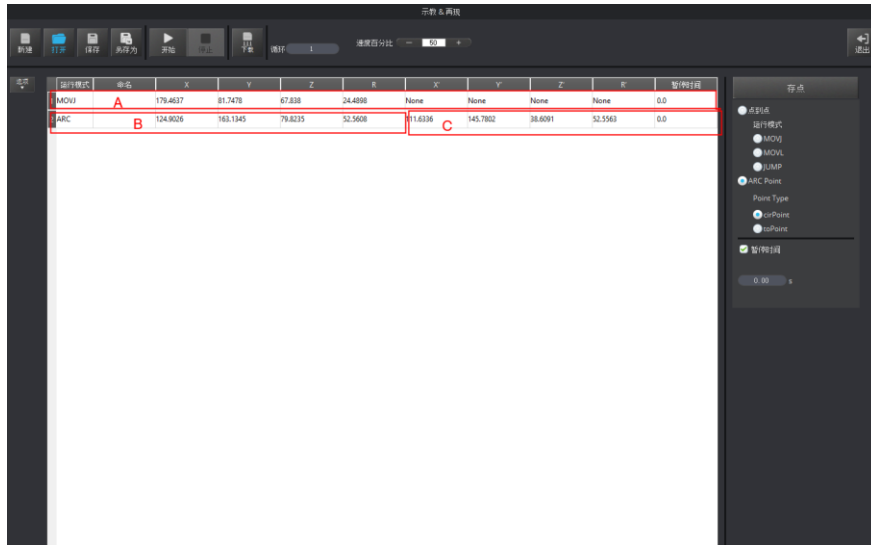 示教 & 再现
新建 打开 保存 另存为 开始 停止 下载 循环 1 速度百分比 − 50 + 退出
选项
运行模式 命名 X Y Z R X' Y' Z' R' 暂停时间
1 MOVJ A 179.4637 81.7478 67.838 24.4898 None None None None 0.0
2 ARC B 124.9026 163.1345 79.8235 52.5608 111.6336 C 145.7802 38.6091 52.5563 0.0
存点
点到点
运行模式
MOVJ
MOVL
JUMP
ARC Point
Point Type
cirPoint
toPoint
暂停时间
0.00 s